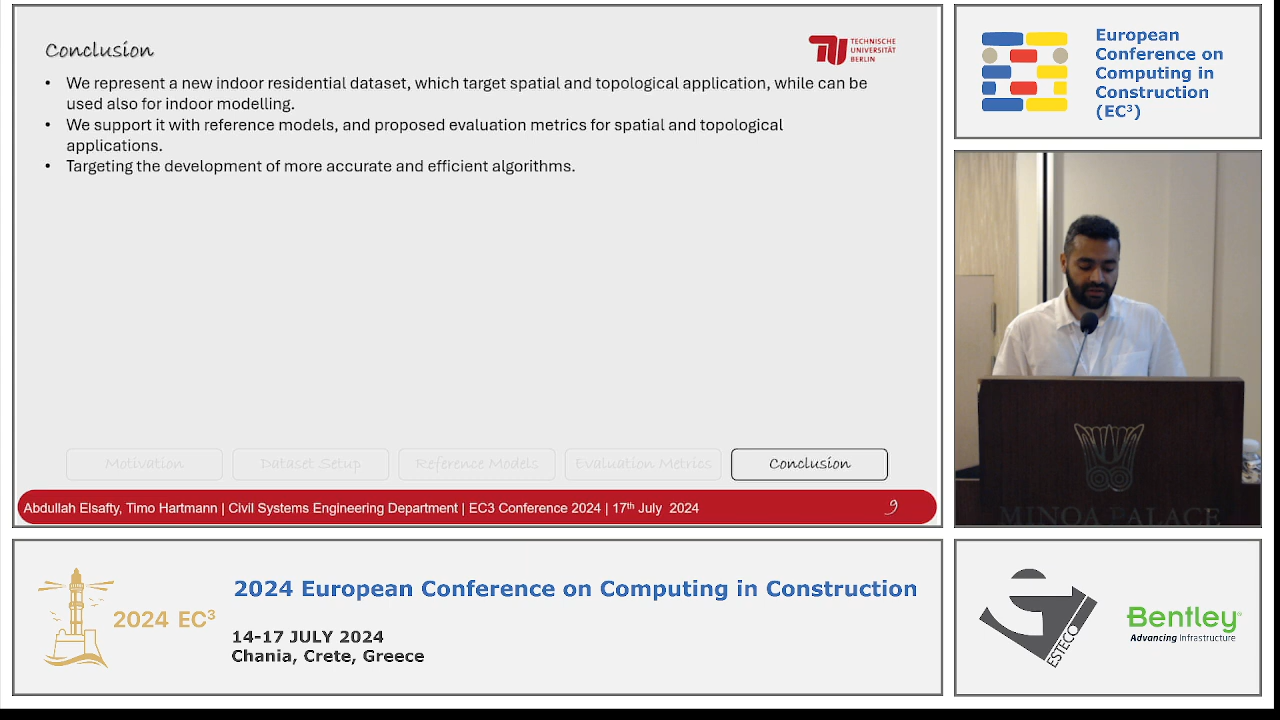 Conclusion
TECHNISCHE
UNIVERSITÄT
BERLIN
• We represent a new indoor residential dataset, which target spatial and topological application, while can be
used also for indoor modelling.
• We support it with reference models, and proposed evaluation metrics for spatial and topological
applications.
• Targeting the development of more accurate and efficient algorithms.
Motivation
Dataset Setup
Reference Models
Evaluation Metrics
Conclusion
Abdullah Elsafty, Timo Hartmann | Civil Systems Engineering Department | EC3 Conference 2024 | 17th July 2024
9
European
Conference on
Computing in
Construction
(EC³)
MINOA PALACE
2024 EC³
2024 European Conference on Computing in Construction
14-17 JULY 2024
Chania, Crete, Greece
ESTECO
Bentley
Advancing Infrastructure